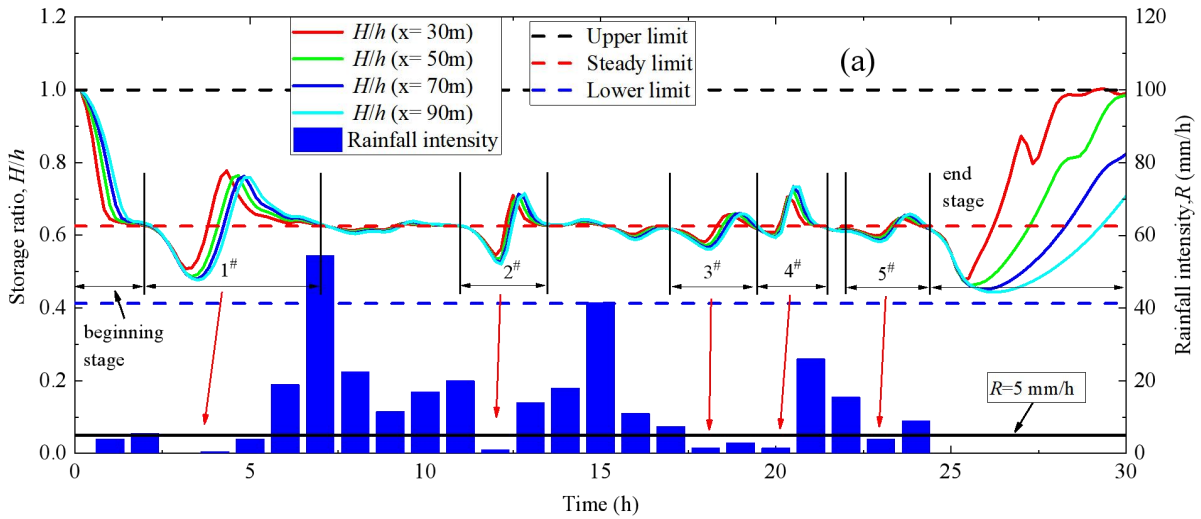 H/h (x= 30m)
H/h (x= 50m)
H/h (x= 70m)
H/h (x= 90m)
Rainfall intensity
Upper limit
Steady limit
Lower limit
(a)
Storage ratio, H/h
1.2
1.0
0.8
0.6
0.4
0.2
0.0
120
100
80
60
40
20
0
Rainfall intensity,R (mm/h)
beginning
stage
1#
2#
3#
4#
5#
end
stage
R=5 mm/h
0
5
10
15
20
25
30
Time (h)